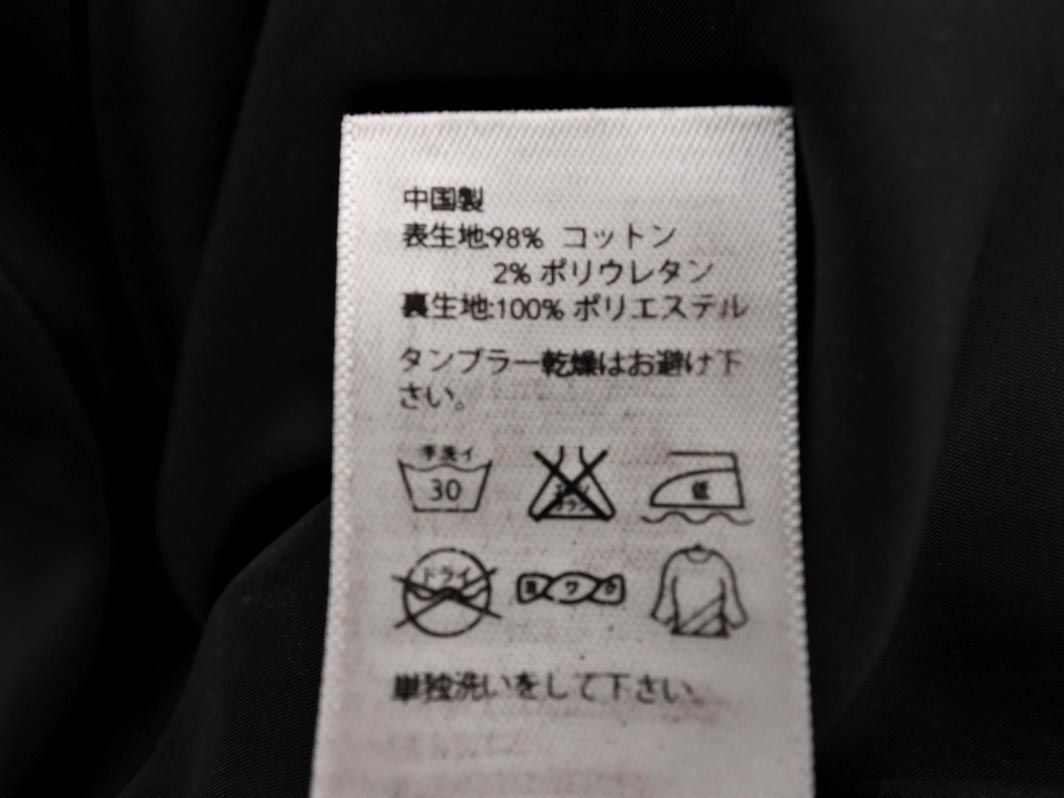 中国製
表生地:98% コットン
2% ポリウレタン
裏生地:100% ポリエステル
タンブラー乾燥はお避け下
さい。
手洗イ
30
低
ドライ
単独洗いをして下さい。